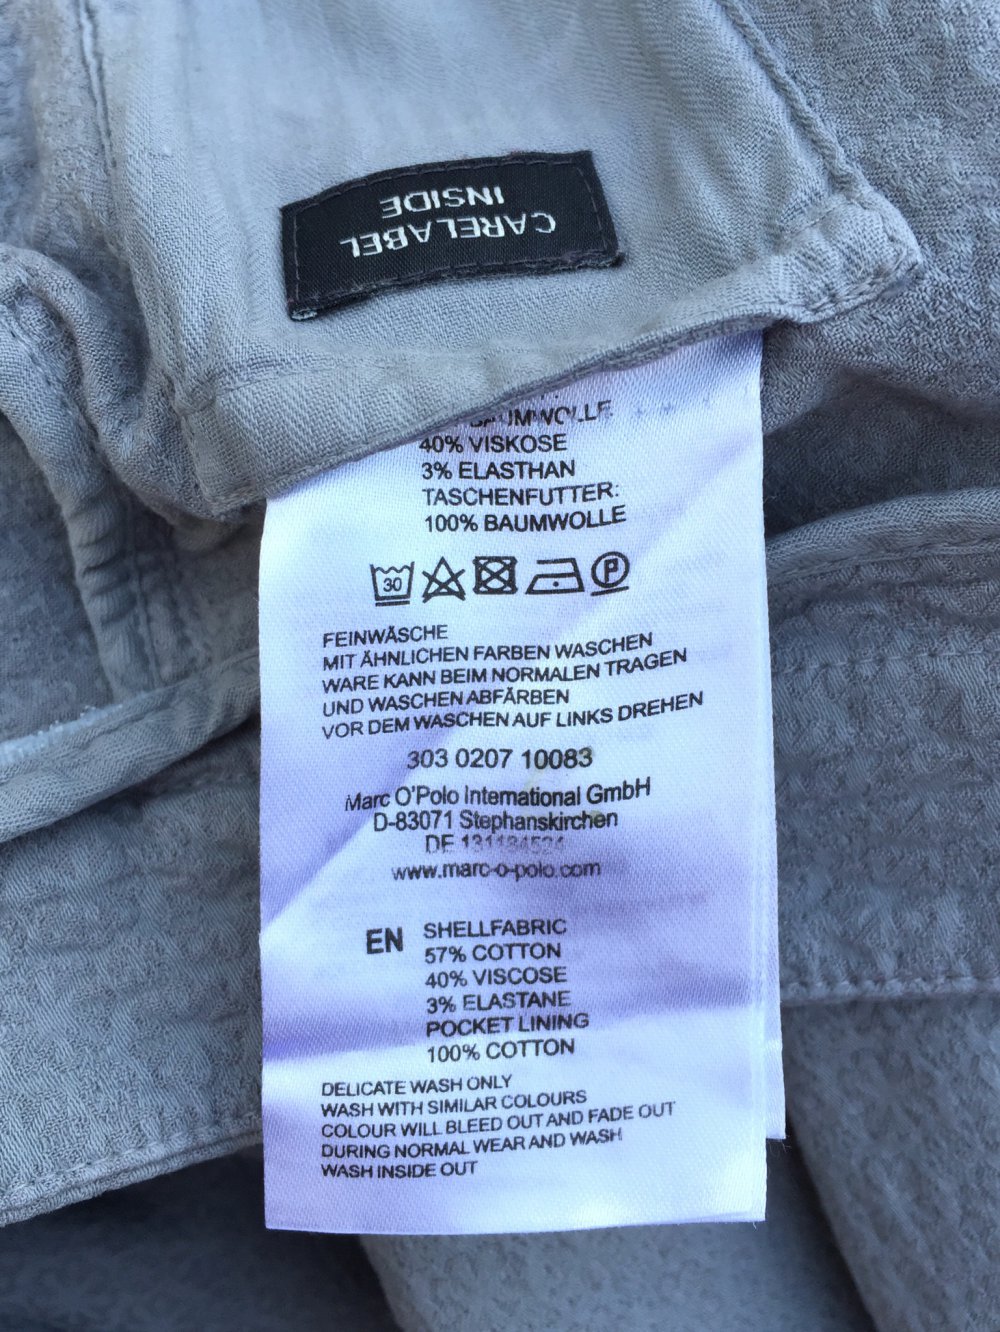 CARELABEL
INSIDE
BAUMWOLLE
40% VISKOSE
3% ELASTHAN
TASCHENFUTTER:
100% BAUMWOLLE
30
P
FEINWÄSCHE
MIT ÄHNLICHEN FARBEN WASCHEN
WARE KANN BEIM NORMALEN TRAGEN
UND WASCHEN ABFÄRBEN
VOR DEM WASCHEN AUF LINKS DREHEN
303 0207 10083
Marc O'Polo International GmbH
D-83071 Stephanskirchen
DE
www.marc-o-polo.com
EN
SHELLFABRIC
57% COTTON
40% VISCOSE
3% ELASTANE
POCKET LINING
100% COTTON
DELICATE WASH ONLY
WASH WITH SIMILAR COLOURS
COLOUR WILL BLEED OUT AND FADE OUT
DURING NORMAL WEAR AND WASH
WASH INSIDE OUT